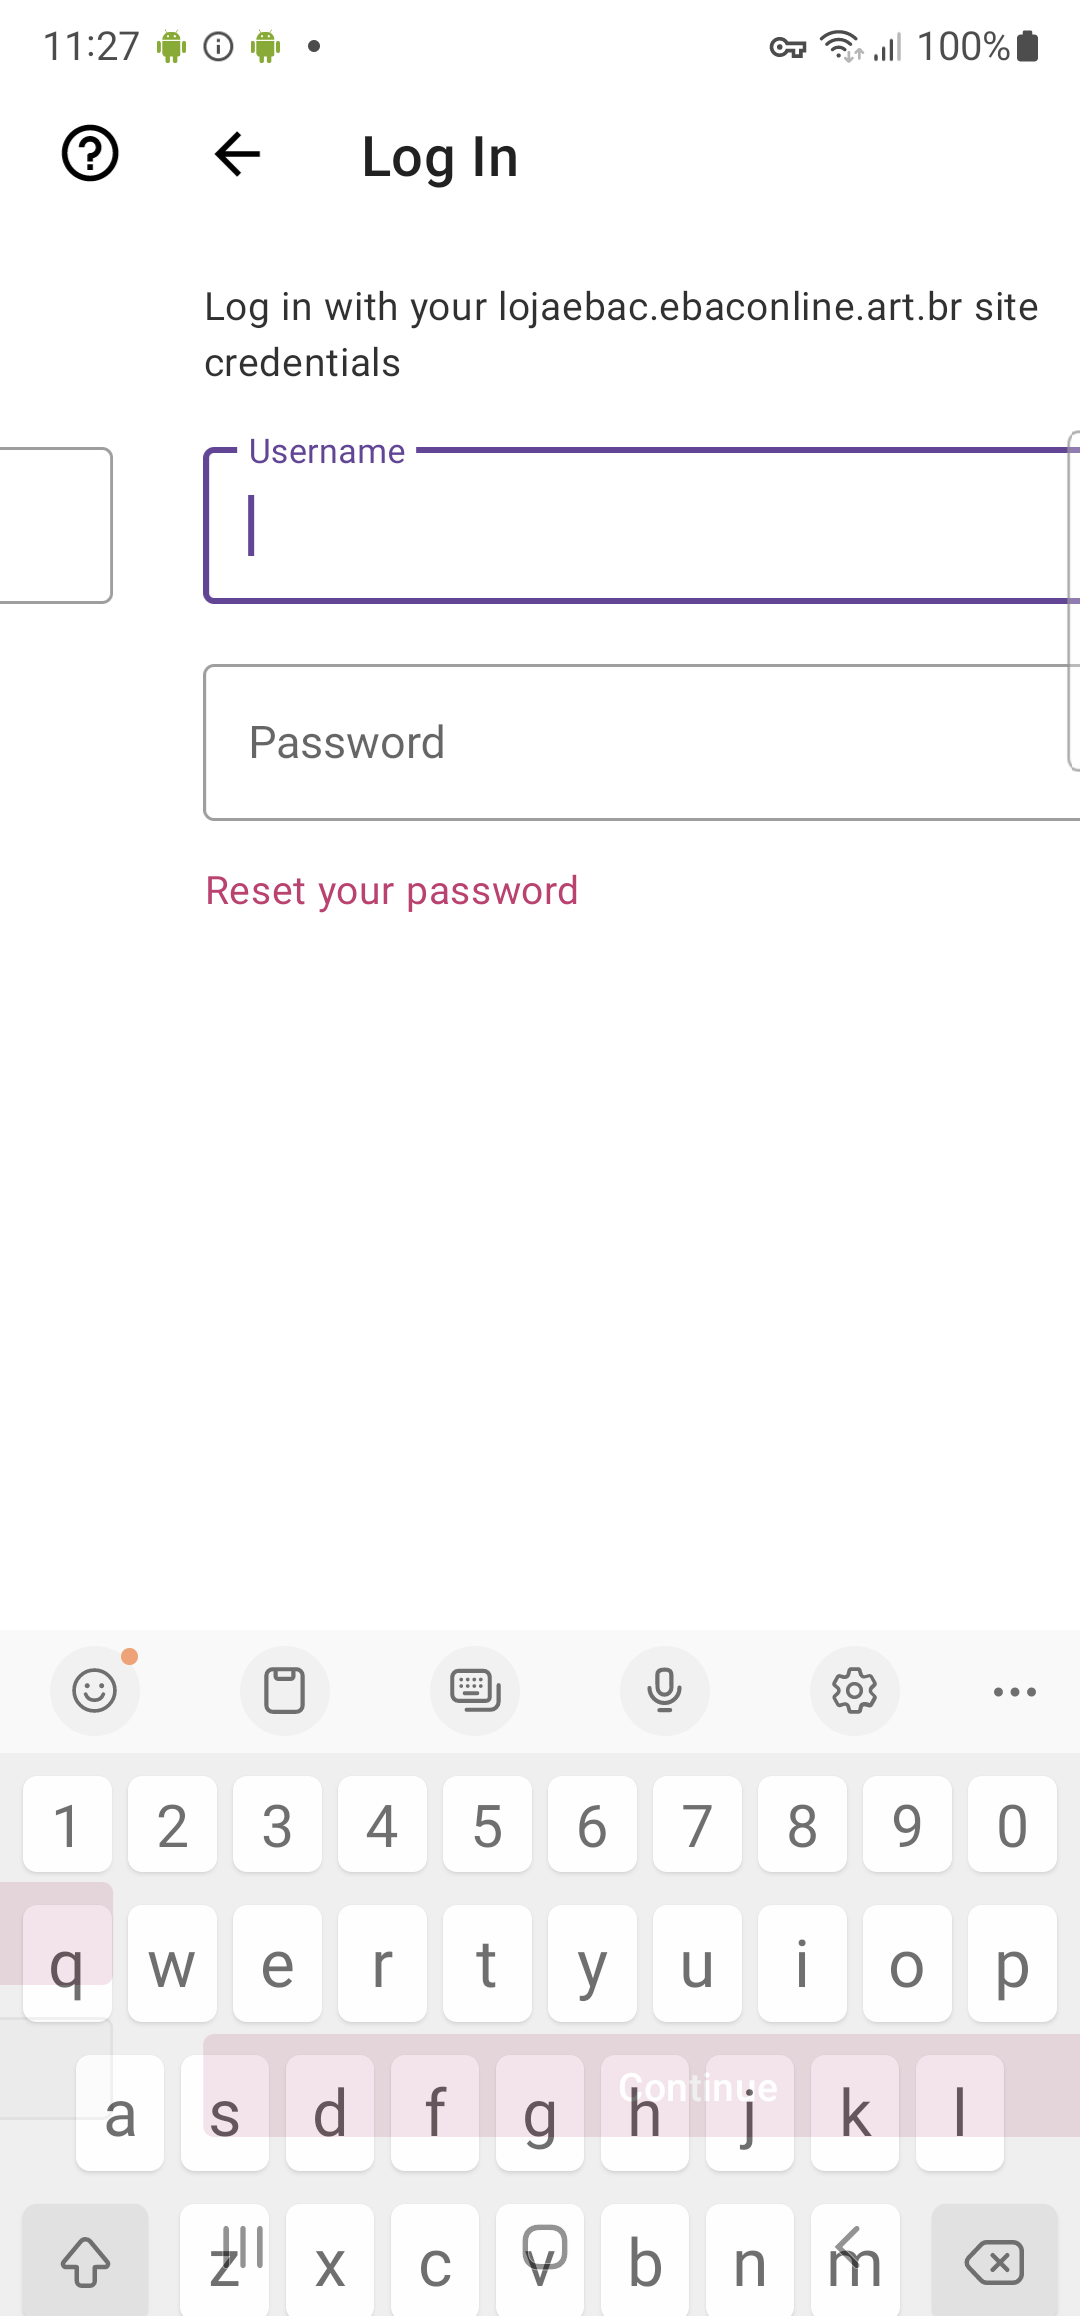 11:27 100%
Log In
Log in with your lojaebac.ebaconline.art.br site
credentials
Username
Password
Reset your password
1 2 3 4 5 6 7 8 9 0
q w e r t y u i o p
Continue
a s d f g h j k l
z x c v b n m